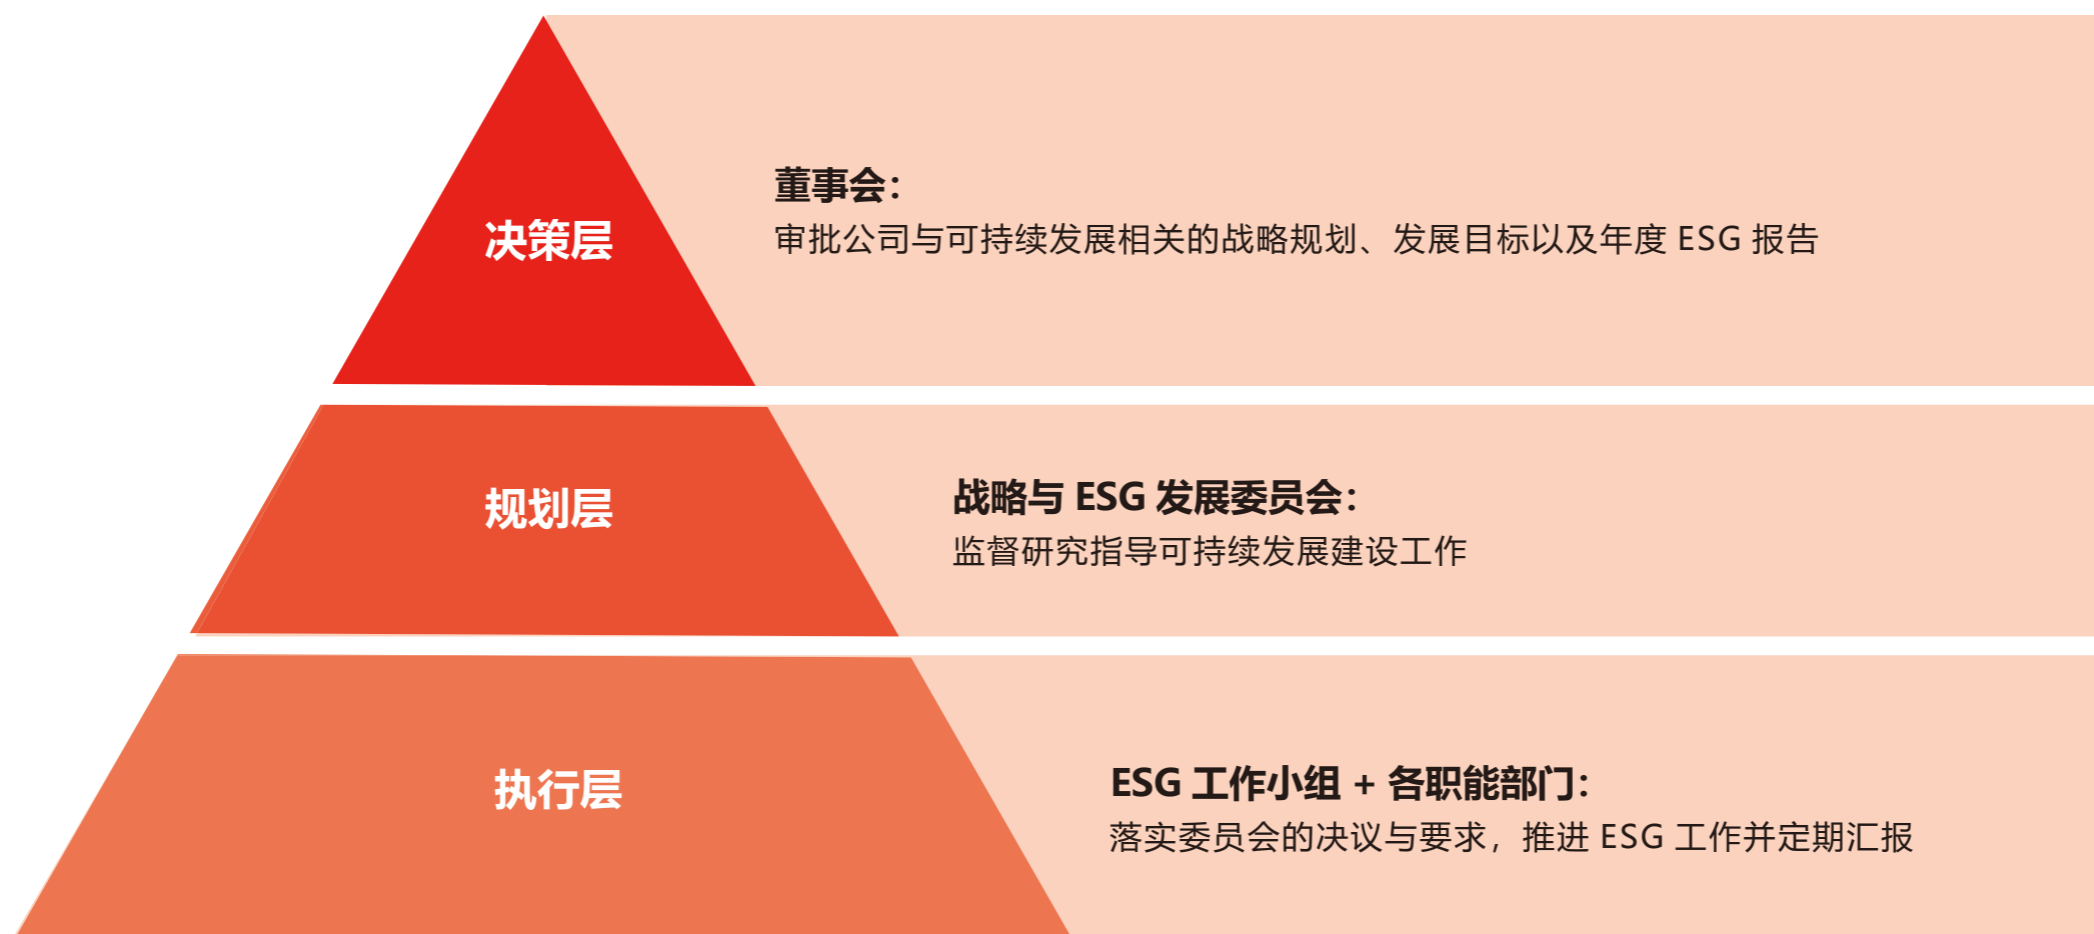 决策层
董事会：
审批公司与可持续发展相关的战略规划、发展目标以及年度 ESG 报告
规划层
战略与 ESG 发展委员会：
监督研究指导可持续发展建设工作
执行层
ESG 工作小组 + 各职能部门：
落实委员会的决议与要求，推进 ESG 工作并定期汇报